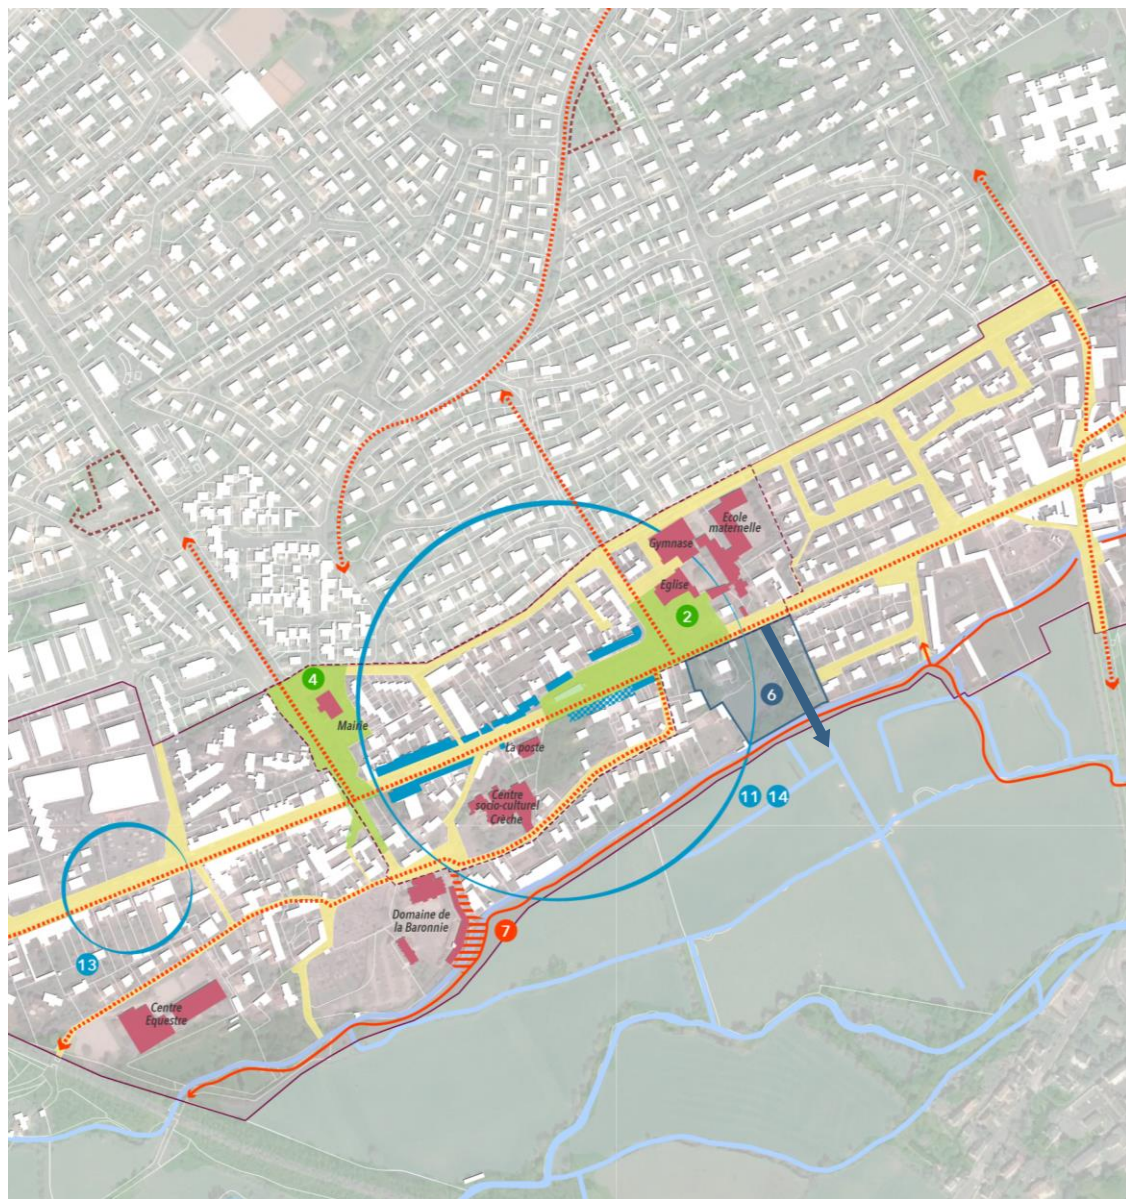 Ecole
maternelle
Gymnase
Eglise
2
4
Mairie
6
La poste
Centre
socio-culturel
Crèche
11 14
Domaine de
la Baronnie
7
13
Centre
Equestre